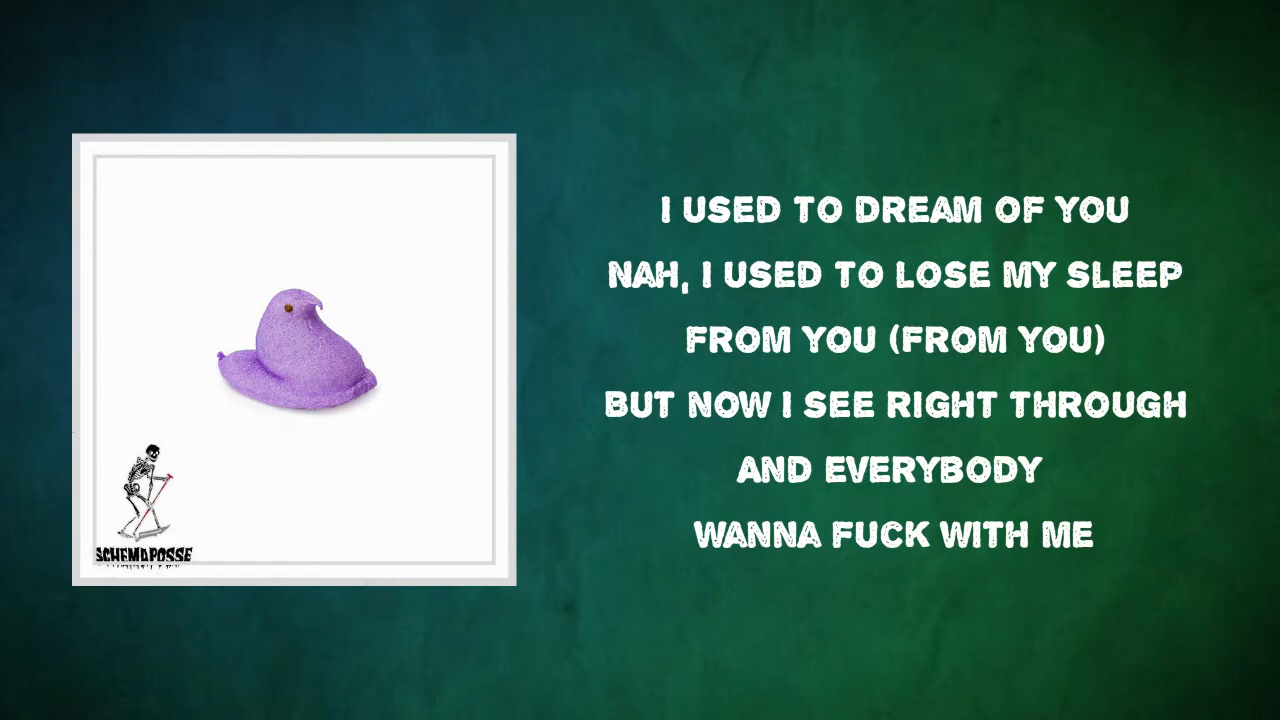 I USED TO DREAM OF YOU
NAH, I USED TO LOSE MY SLEEP
FROM YOU (FROM YOU)
BUT NOW I SEE RIGHT THROUGH
AND EVERYBODY
WANNA FUCK WITH ME
SCHEMAPOSSE